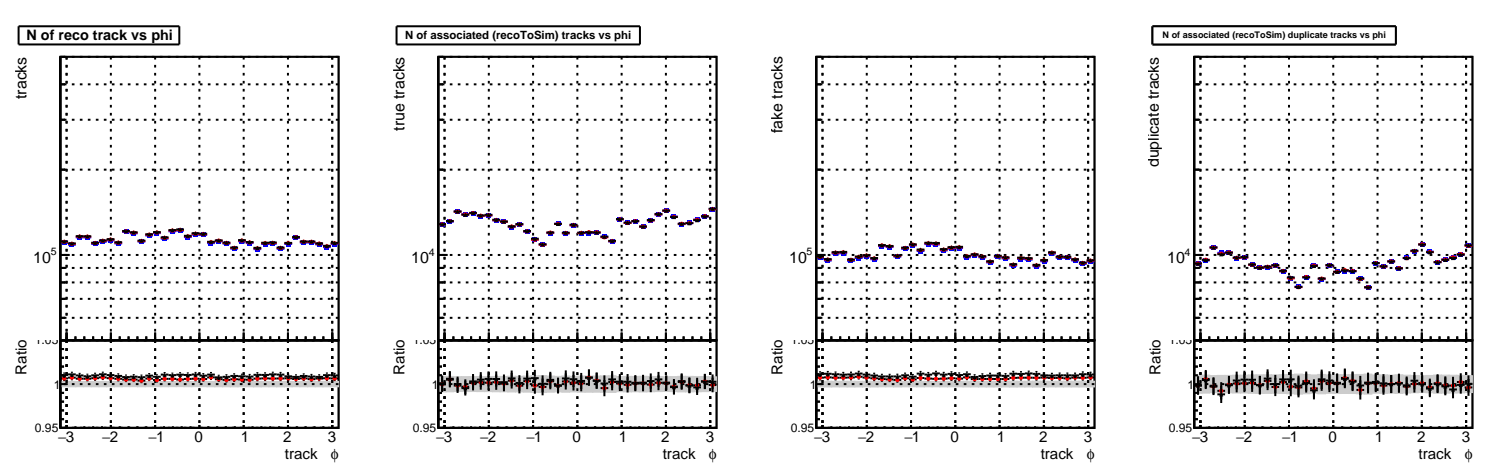 N of reco track vs phi
N of associated (recoToSim) tracks vs phi
N of associated (recoToSim) duplicate tracks vs phi
tracks
true tracks
fake tracks
duplicate tracks
10^5
10^4
10^5
10^4
Ratio
Ratio
Ratio
Ratio
1
1
1
1
0.95
0.95
0.95
0.95
−3 −2 −1 0 1 2 3
−3 −2 −1 0 1 2 3
−3 −2 −1 0 1 2 3
−3 −2 −1 0 1 2 3
track ϕ
track ϕ
track ϕ
track ϕ